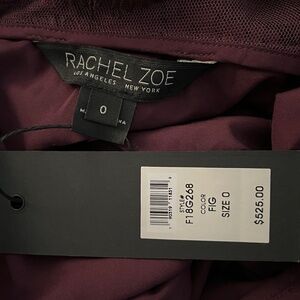 RACHEL ZOE
LOS ANGELES NEW YORK
0
STYLE#
F18G268
COLOR
FIG
SIZE 0
$525.00